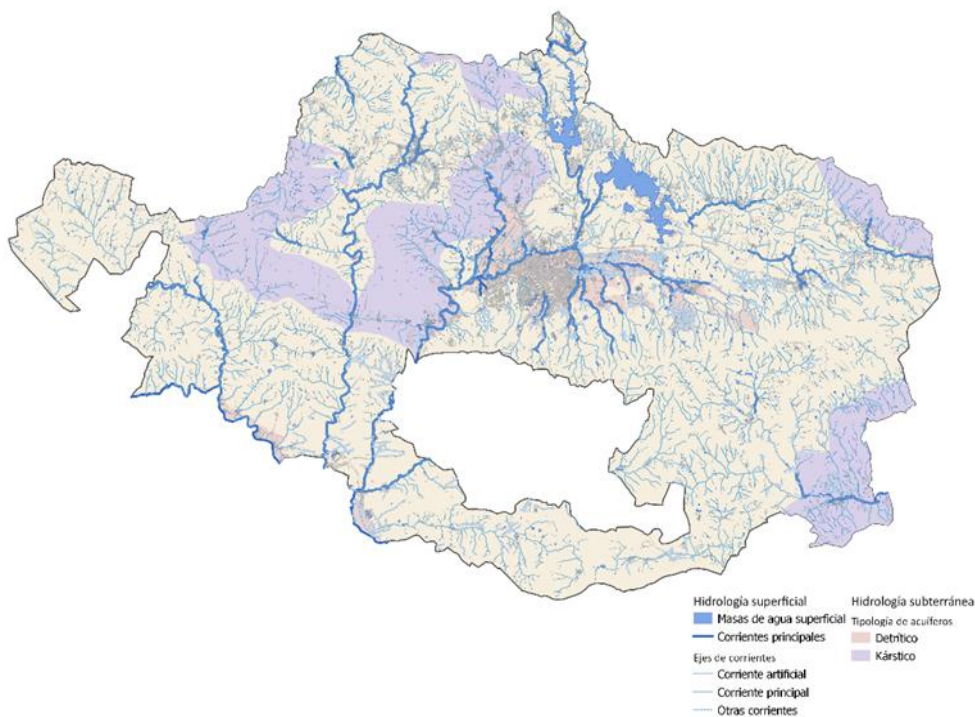 Hidrología superficial
Masas de agua superficial
Corrientes principales
Ejes de corrientes
Corriente artificial
Corriente principal
Otras corrientes
Hidrología subterránea
Tipología de acuíferos
Detrítico
Kárstico